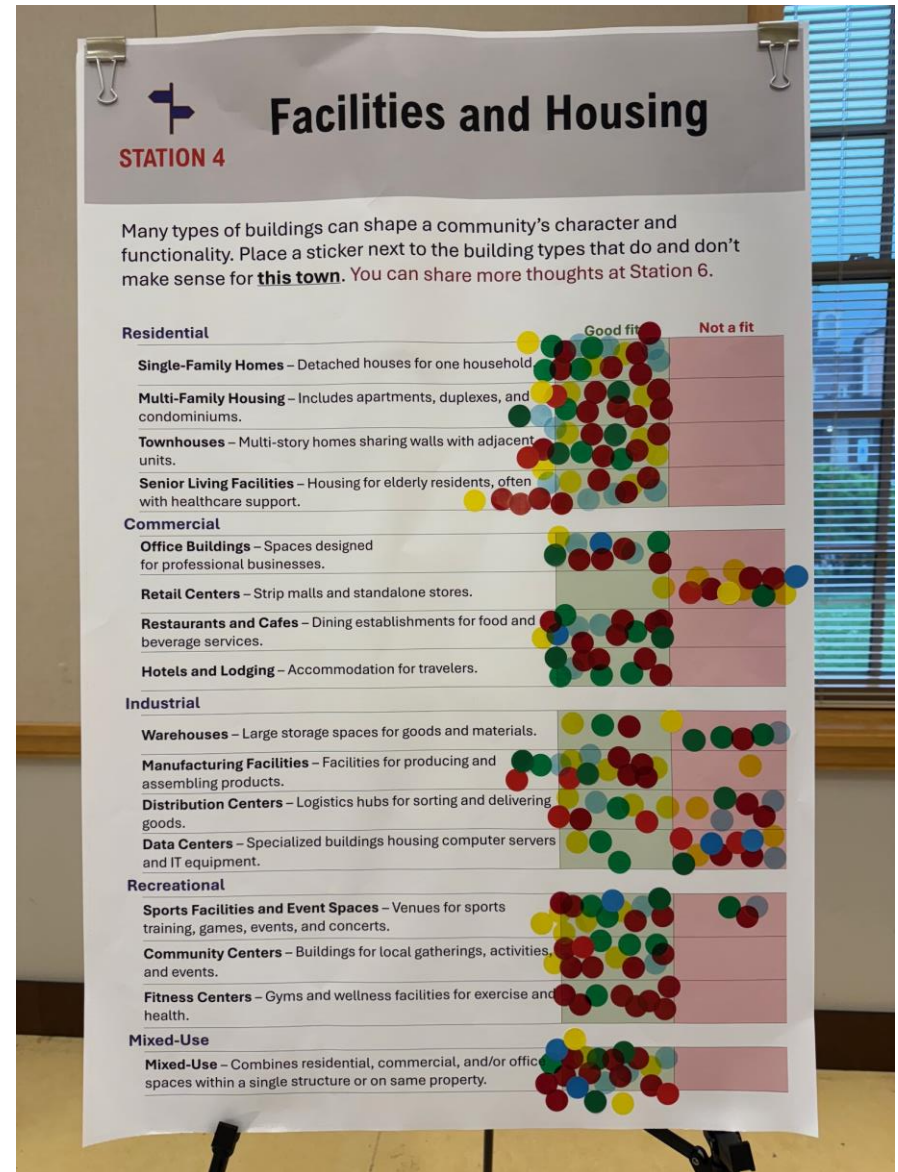 Facilities and Housing
STATION 4
Many types of buildings can shape a community's character and
functionality. Place a sticker next to the building types that do and don't
make sense for this town. You can share more thoughts at Station 6.
Residential
Good fit
Not a fit
Single-Family Homes – Detached houses for one household
Multi-Family Housing – Includes apartments, duplexes, and
condominiums.
Townhouses – Multi-story homes sharing walls with adjacent
units.
Senior Living Facilities – Housing for elderly residents, often
with healthcare support.
Commercial
Office Buildings – Spaces designed
for professional businesses.
Retail Centers – Strip malls and standalone stores.
Restaurants and Cafes – Dining establishments for food and
beverage services.
Hotels and Lodging – Accommodation for travelers.
Industrial
Warehouses – Large storage spaces for goods and materials.
Manufacturing Facilities – Facilities for producing and
assembling products.
Distribution Centers – Logistics hubs for sorting and delivering
goods.
Data Centers – Specialized buildings housing computer servers
and IT equipment.
Recreational
Sports Facilities and Event Spaces – Venues for sports
training, games, events, and concerts.
Community Centers – Buildings for local gatherings, activities,
and events.
Fitness Centers – Gyms and wellness facilities for exercise and
health.
Mixed-Use
Mixed-Use – Combines residential, commercial, and/or office
spaces within a single structure or on same property.